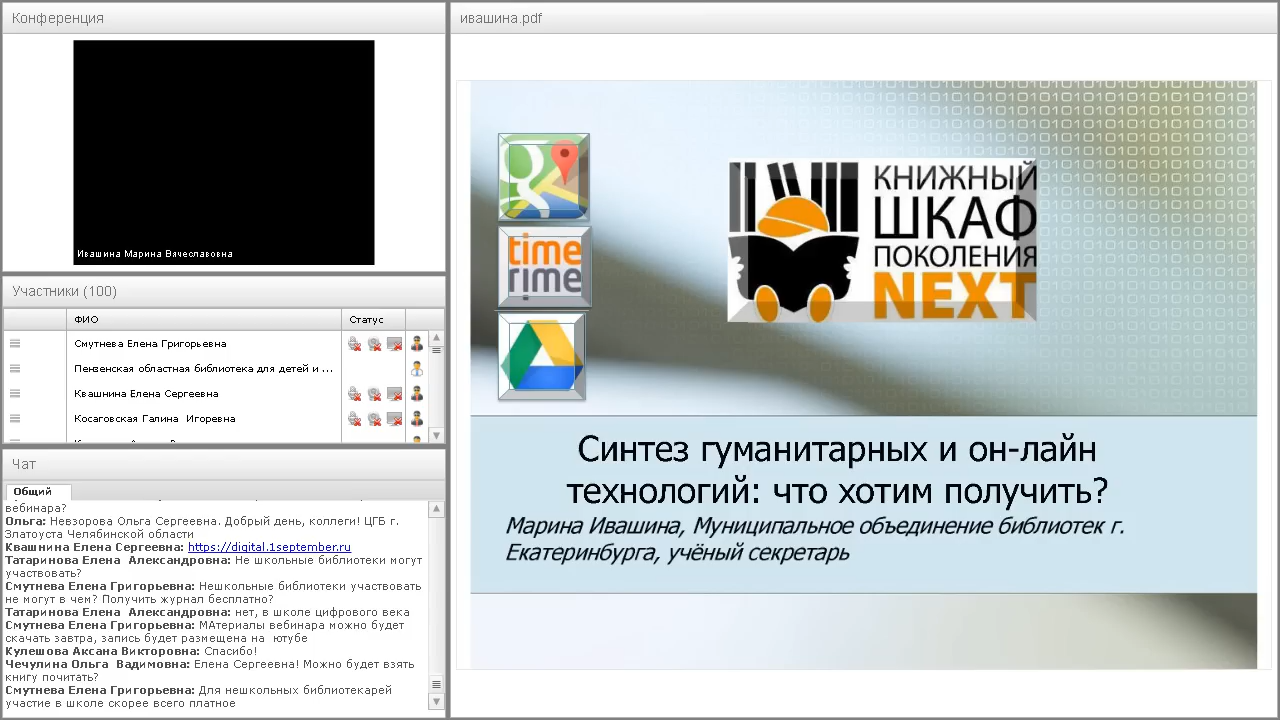 Конференция
Ивашина Марина Вячеславовна
Участники (100)
ФИО Статус
Смутнева Елена Григорьевна
Пензенская областная библиотека для детей и ...
Квашнина Елена Сергеевна
Косаговская Галина Игоревна
Чат
Общий
вебинара?
Ольга: Невзорова Ольга Сергеевна. Добрый день, коллеги! ЦГБ г.
Златоуста Челябинской области
Квашнина Елена Сергеевна: https://digital.1september.ru
Татаринова Елена Александровна: Не школьные библиотеки могут
участвовать?
Смутнева Елена Григорьевна: Нешкольные библиотеки участвовать
не могут в чем? Получить журнал бесплатно?
Татаринова Елена Александровна: нет, в школе цифрового века
Смутнева Елена Григорьевна: МАтериалы вебинара можно будет
скачать завтра, запись будет размещена на ютубе
Кулешова Аксана Викторовна: Спасибо!
Чечулина Ольга Вадимовна: Елена Сергеевна! Можно будет взять
книгу почитать?
Смутнева Елена Григорьевна: Для нешкольных библиотекарей
участие в школе скорее всего платное
ивашина.pdf
time
rime
КНИЖНЫЙ
ШКАФ
ПОКОЛЕНИЯ
NEXT
Синтез гуманитарных и он-лайн
технологий: что хотим получить?
Марина Ивашина, Муниципальное объединение библиотек г.
Екатеринбурга, учёный секретарь